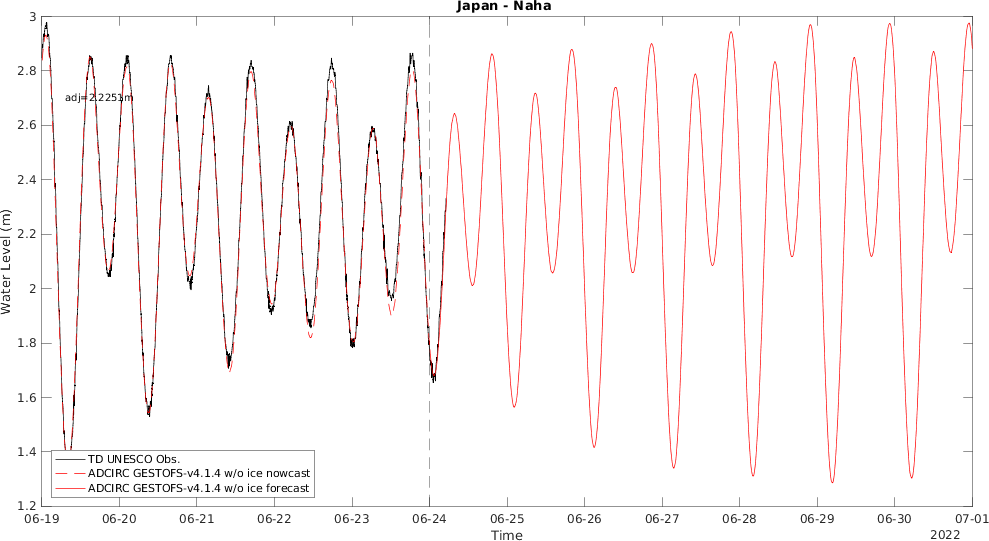 Japan - Naha
Water Level (m)
3
2.8
2.6
2.4
2.2
2
1.8
1.6
1.4
1.2
adj=2.2251m
TD UNESCO Obs.
ADCIRC GESTOFS-v4.1.4 w/o ice nowcast
ADCIRC GESTOFS-v4.1.4 w/o ice forecast
06-19 06-20 06-21 06-22 06-23 06-24 06-25 06-26 06-27 06-28 06-29 06-30 07-01
Time
2022